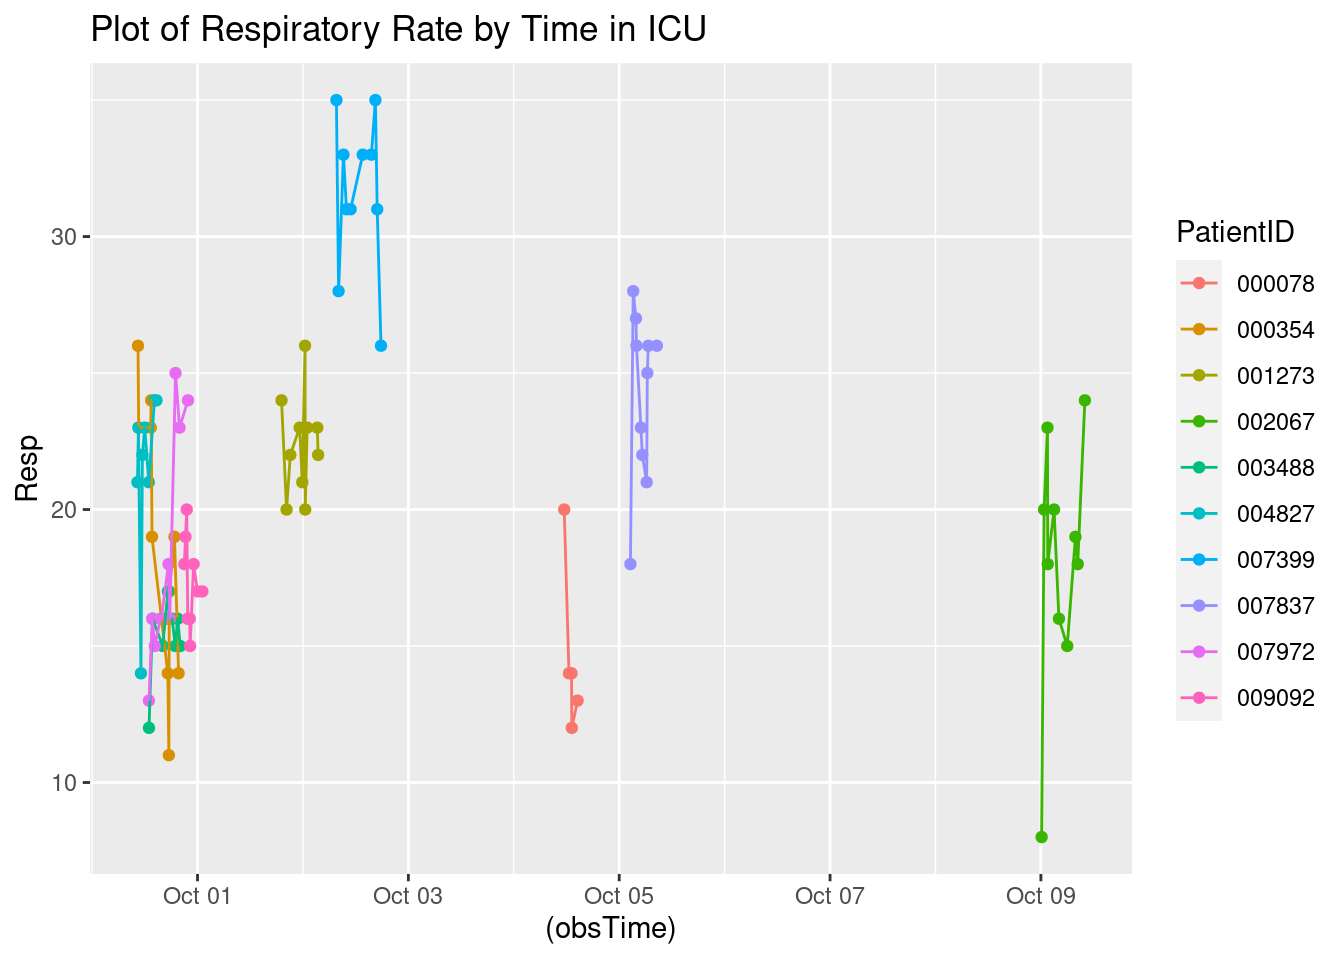 Plot of Respiratory Rate by Time in ICU
30
20
10
Resp
Oct 01
Oct 03
Oct 05
Oct 07
Oct 09
(obsTime)
PatientID
000078
000354
001273
002067
003488
004827
007399
007837
007972
009092